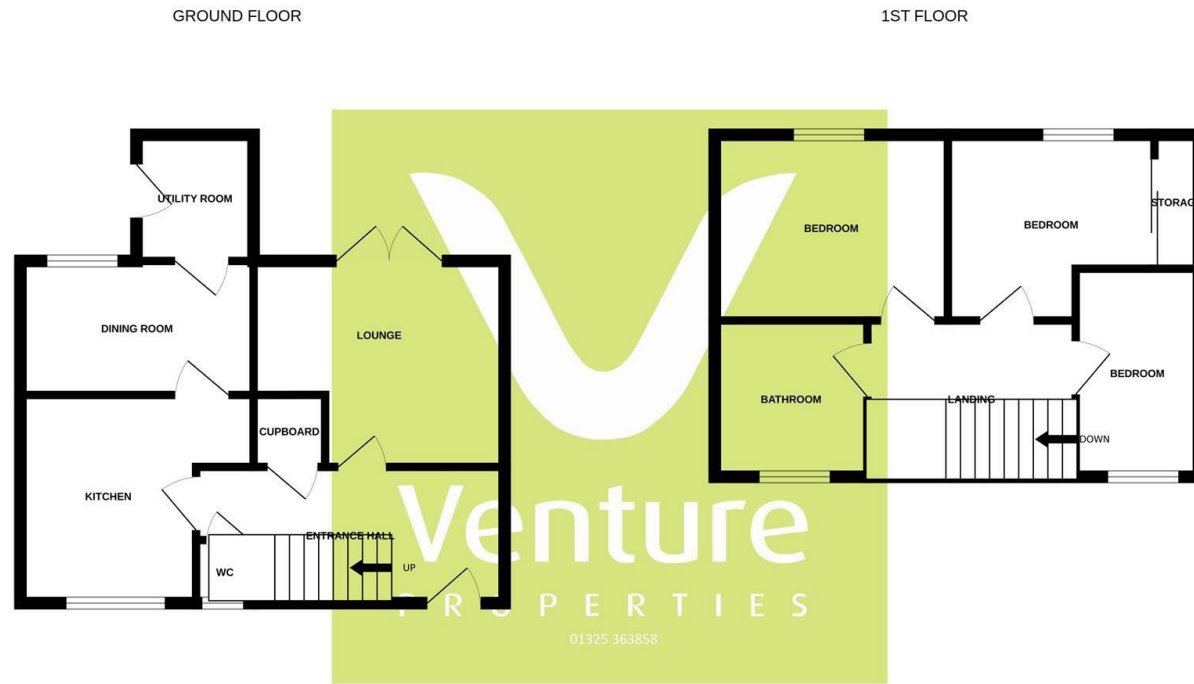 GROUND FLOOR
1ST FLOOR
UTILITY ROOM
DINING ROOM
LOUNGE
CUPBOARD
KITCHEN
ENTRANCE HALL
WC
UP
BEDROOM
BEDROOM
STORAG
BEDROOM
BATHROOM
LANDING
DOWN
Venture
PROPERTIES
01325 363858